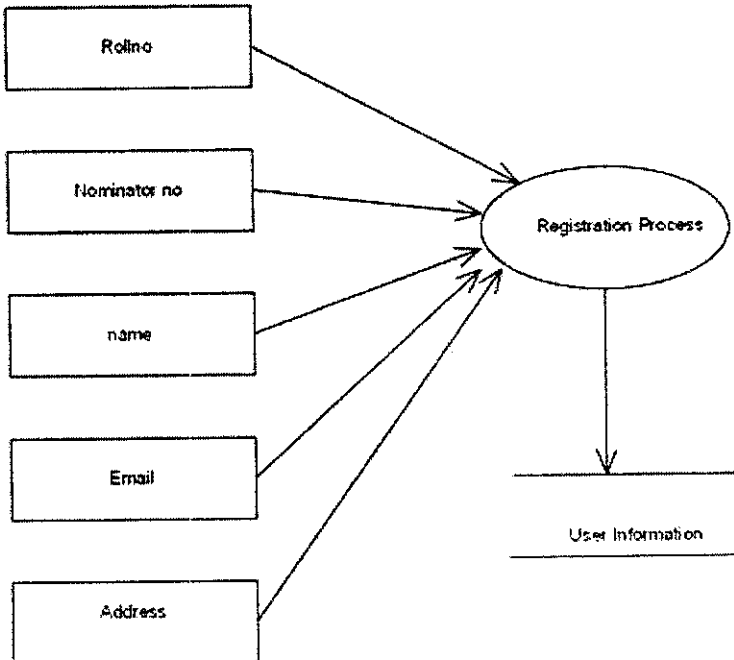 Rollno
Nominator no
Registration Process
name
Email
User Information
Address